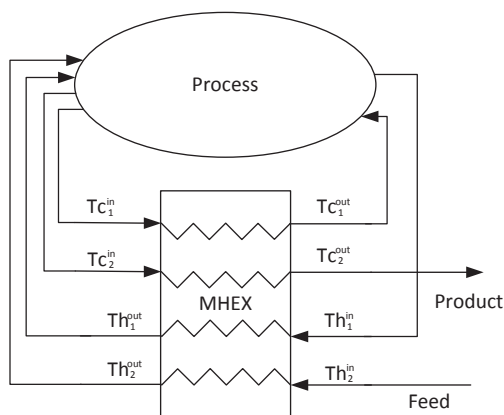 Process
Tc₁ⁱⁿ Tc₁ᵒᵘᵗ
Tc₂ⁱⁿ Tc₂ᵒᵘᵗ
MHEX
Product
Th₁ᵒᵘᵗ Th₁ⁱⁿ
Th₂ᵒᵘᵗ Th₂ⁱⁿ
Feed